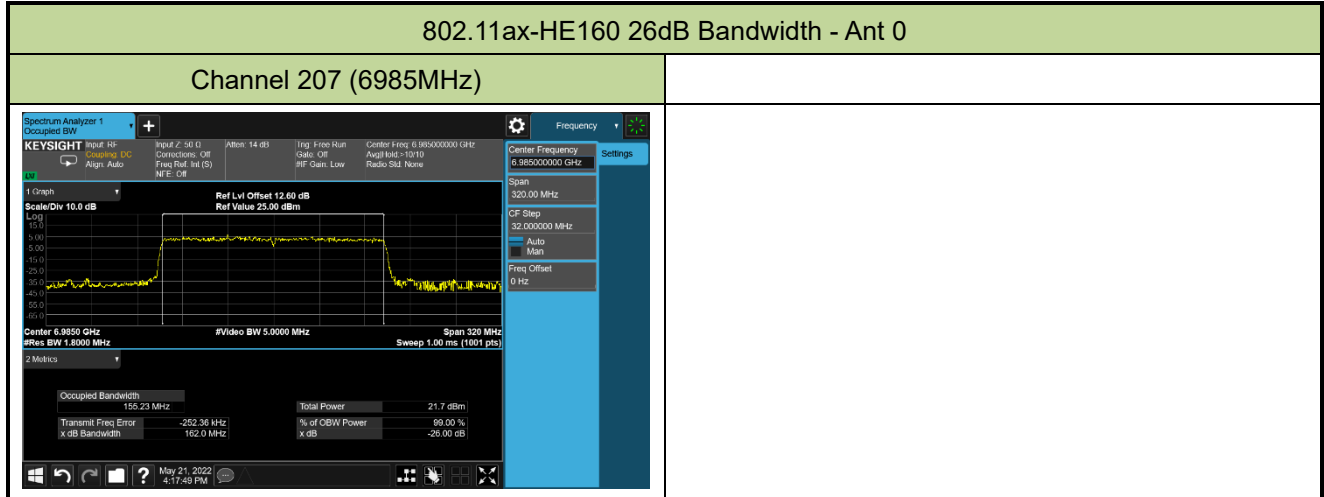 802.11ax-HE160 26dB Bandwidth - Ant 0
Channel 207 (6985MHz)
Spectrum Analyzer 1
Occupied BW
+
Frequency
KEYSIGHT Input: RF
Coupling: DC
Align: Auto
Input Z: 50 Ω
Corrections: Off
Freq Ref: Int (S)
NFE: Off
Atten: 14 dB
Trig: Free Run
Gate: Off
#IF Gain: Low
Center Freq: 6.985000000 GHz
Avg|Hold:>10/10
Radio Std: None
Center Frequency
6.985000000 GHz
Settings
Span
320.00 MHz
CF Step
32.000000 MHz
Auto
Man
Freq Offset
0 Hz
1 Graph
Scale/Div 10.0 dB
Ref Lvl Offset 12.60 dB
Ref Value 25.00 dBm
Log
15.0
5.00
-5.00
-15.0
-25.0
-35.0
-45.0
-55.0
-65.0
Center 6.9850 GHz
#Res BW 1.8000 MHz
#Video BW 5.0000 MHz
Span 320 MHz
Sweep 1.00 ms (1001 pts)
2 Metrics
Occupied Bandwidth
155.23 MHz
Total Power 21.7 dBm
Transmit Freq Error -252.36 kHz
% of OBW Power 99.00 %
x dB Bandwidth 162.0 MHz
x dB -26.00 dB
?
May 21, 2022
4:17:49 PM